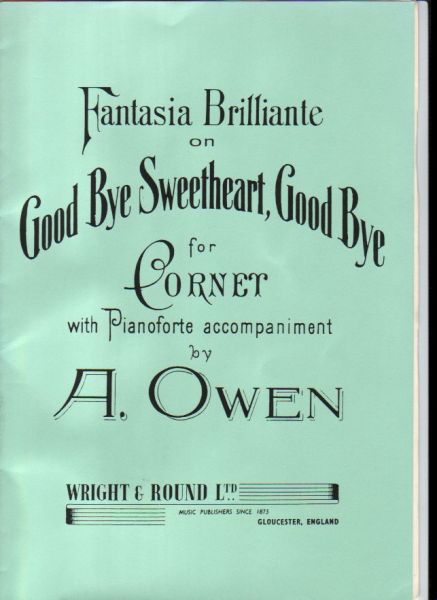 Fantasia Brilliante
on
Good Bye Sweetheart, Good Bye
for
CORNET
with Pianoforte accompaniment
by
A. OWEN
WRIGHT & ROUND LTD.
MUSIC PUBLISHERS SINCE 1875
GLOUCESTER, ENGLAND